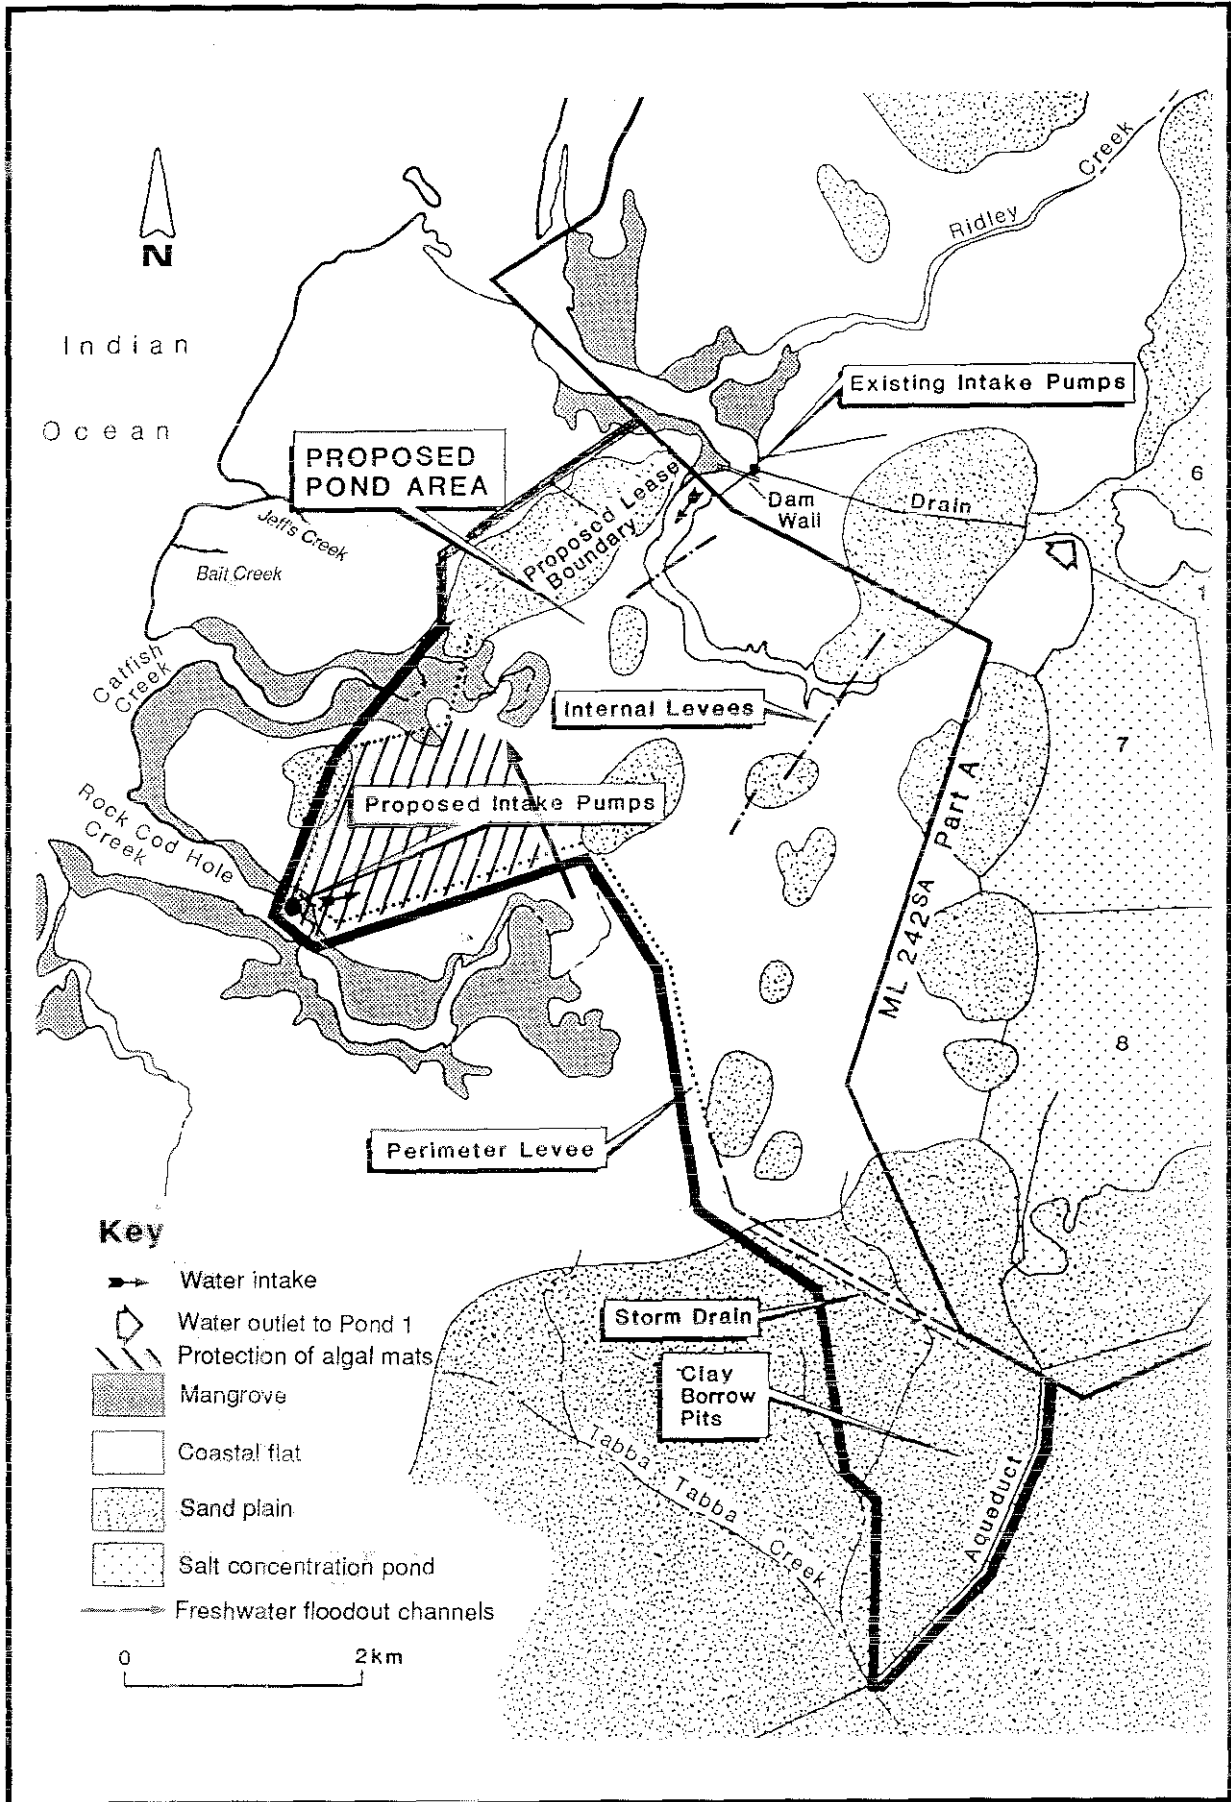 Ridley
Creek
N
Indian
Ocean
Existing Intake Pumps
PROPOSED
POND AREA
Proposed Lease
Boundary
Dam
Wall
Drain
6
Jeff's Creek
Bait Creek
1
Catfish
Creek
Internal Levees
7
Proposed Intake Pumps
Rock Cod Hole
Creek
ML 242SA Part A
8
Perimeter Levee
Key
Water intake
Water outlet to Pond 1
Protection of algal mats
Mangrove
Coastal flat
Sand plain
Salt concentration pond
Freshwater floodout channels
0 2km
Storm Drain
Clay
Borrow
Pits
Tabba Tabba Creek
Aqueduct